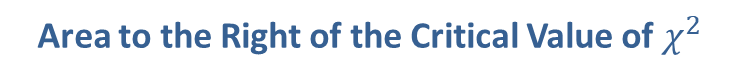 Area to the Right of the Critical Value of χ²